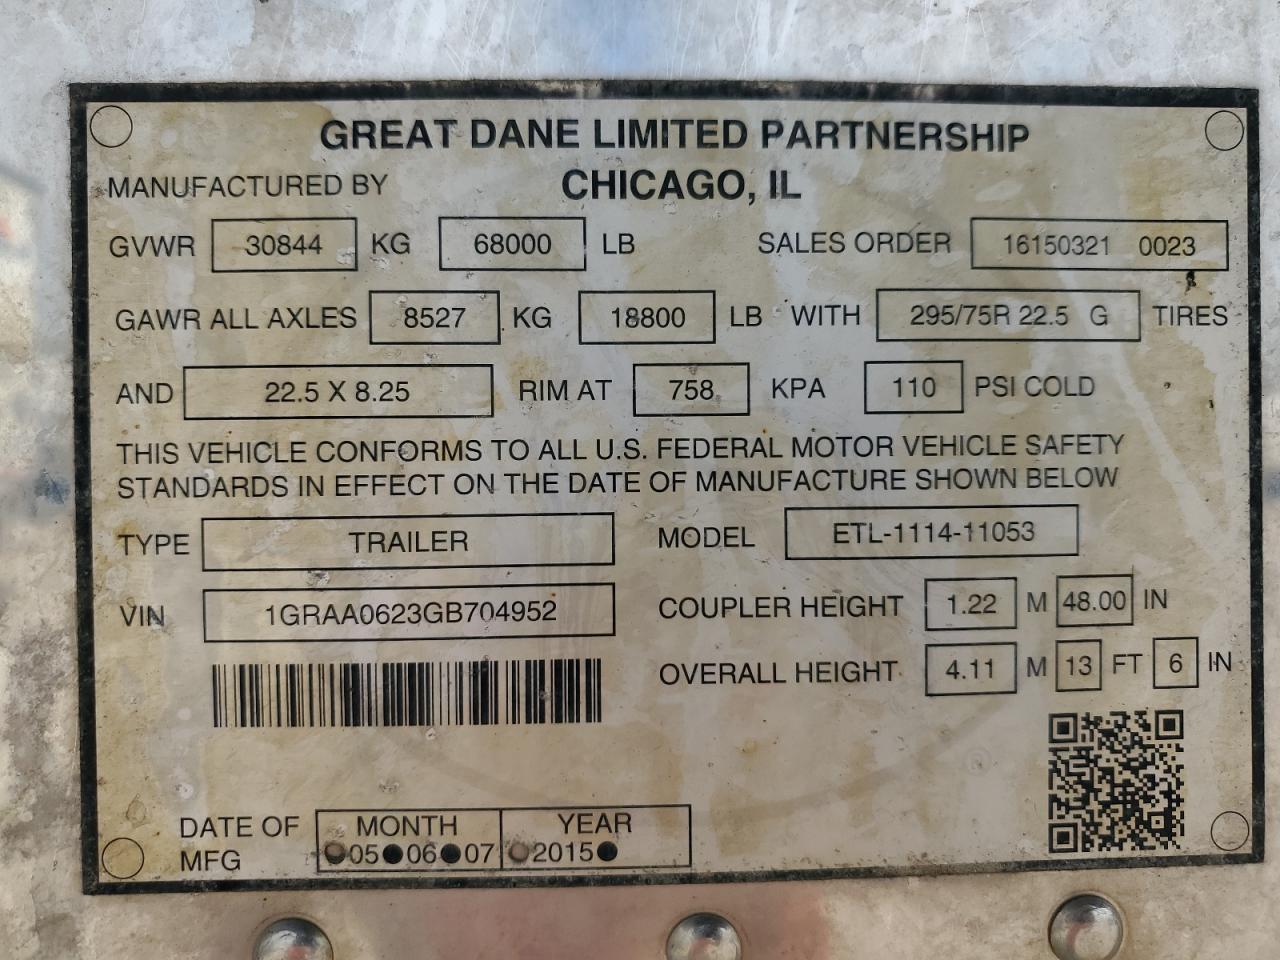 GREAT DANE LIMITED PARTNERSHIP
MANUFACTURED BY CHICAGO, IL
GVWR 30844 KG 68000 LB SALES ORDER 16150321 0023
GAWR ALL AXLES 8527 KG 18800 LB WITH 295/75R 22.5 G TIRES
AND 22.5 X 8.25 RIM AT 758 KPA 110 PSI COLD
THIS VEHICLE CONFORMS TO ALL U.S. FEDERAL MOTOR VEHICLE SAFETY
STANDARDS IN EFFECT ON THE DATE OF MANUFACTURE SHOWN BELOW
TYPE TRAILER MODEL ETL-1114-11053
VIN 1GRAA0623GB704952 COUPLER HEIGHT 1.22 M 48.00 IN
OVERALL HEIGHT 4.11 M 13 FT 6 IN
DATE OF MONTH YEAR
MFG 05 06 07 2015